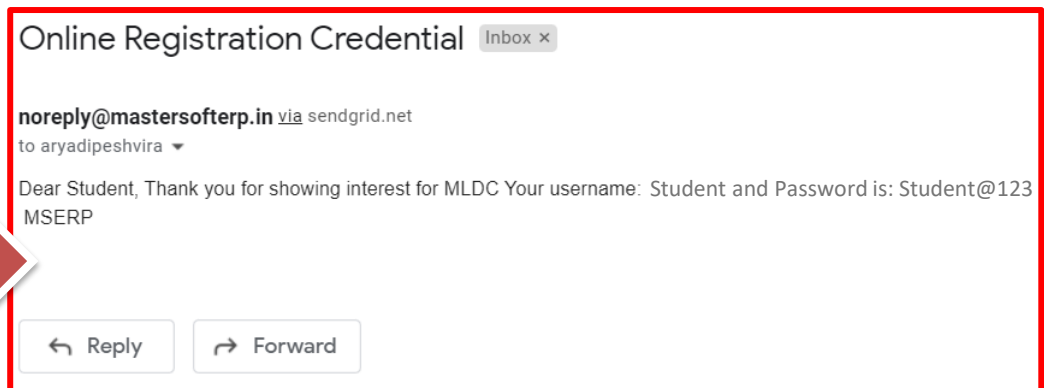 Online Registration Credential Inbox ×
noreply@mastersofterp.in via sendgrid.net
to aryadipeshvira
Dear Student, Thank you for showing interest for MLDC Your username: Student and Password is: Student@123
MSERP
Reply Forward